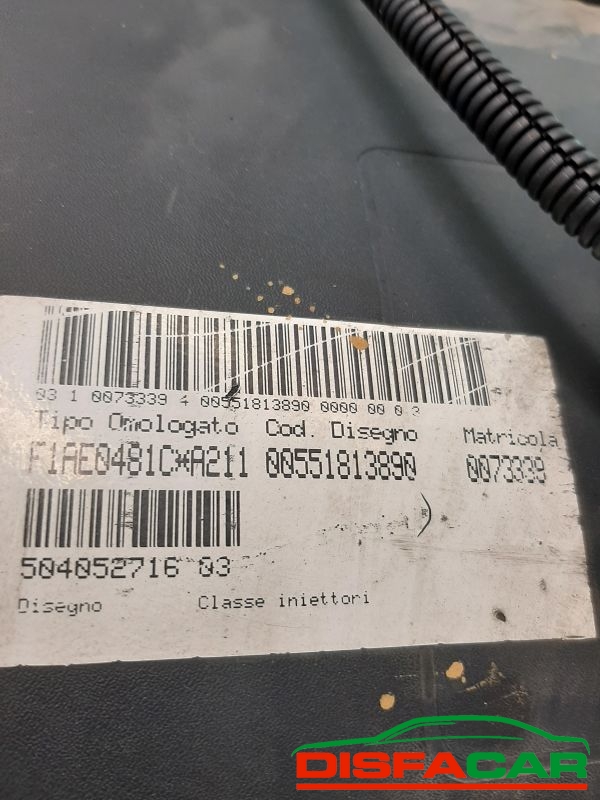 03 1 0073339 4 00551813890 0000 00 0 3
Tipo Omologato Cod. Disegno Matricola
F1AE0481C*A211 00551813890 0073339
504052716 03
Disegno Classe iniettori
DISFACAR